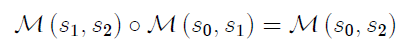 ℳ (s₁, s₂) ∘ ℳ (s₀, s₁) = ℳ (s₀, s₂)